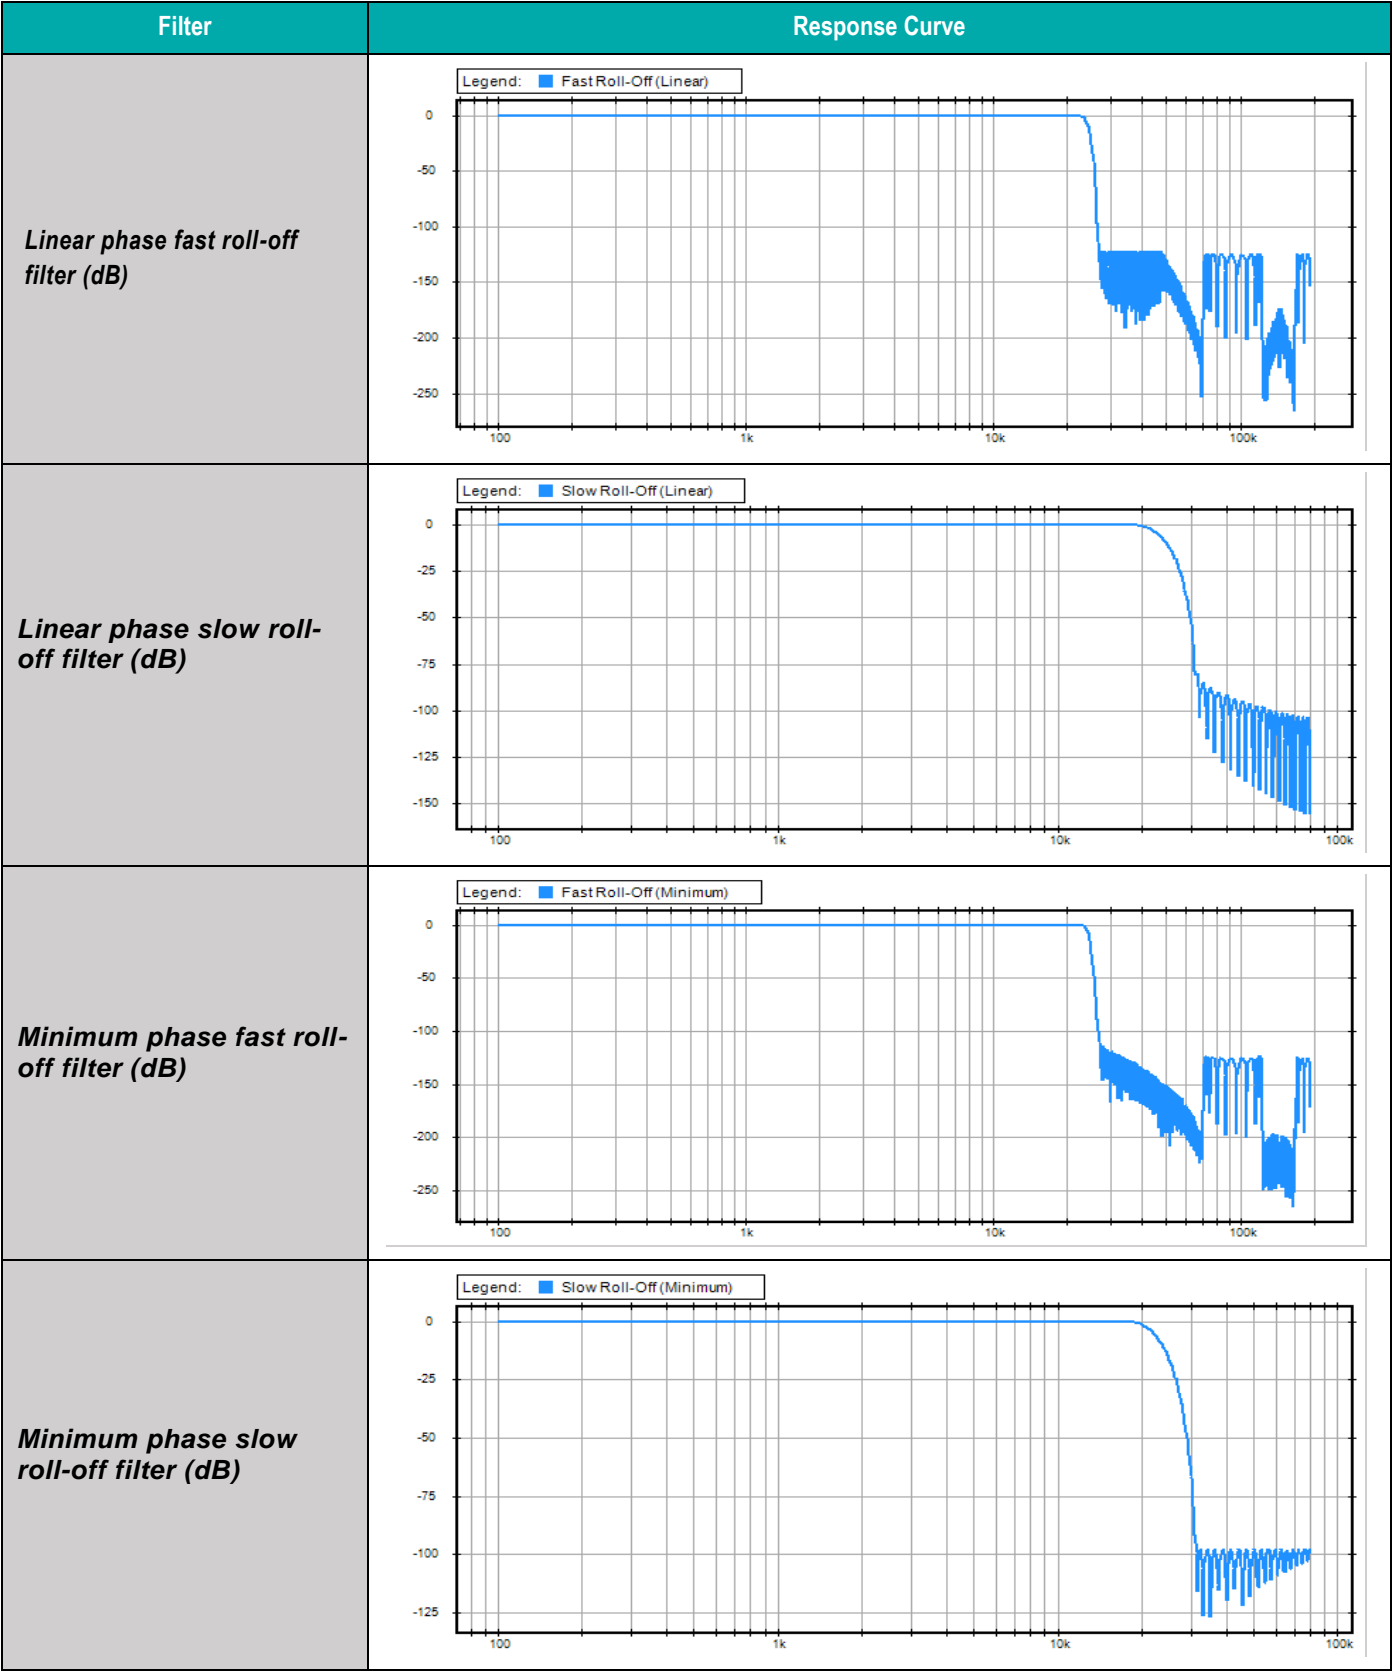 Filter Response Curve
Linear phase fast roll-off
filter (dB)
Legend: Fast Roll-Off (Linear)
0
-50
-100
-150
-200
-250
100 1k 10k 100k
Linear phase slow roll-
off filter (dB)
Legend: Slow Roll-Off (Linear)
0
-25
-50
-75
-100
-125
-150
100 1k 10k 100k
Minimum phase fast roll-
off filter (dB)
Legend: Fast Roll-Off (Minimum)
0
-50
-100
-150
-200
-250
100 1k 10k 100k
Minimum phase slow
roll-off filter (dB)
Legend: Slow Roll-Off (Minimum)
0
-25
-50
-75
-100
-125
100 1k 10k 100k